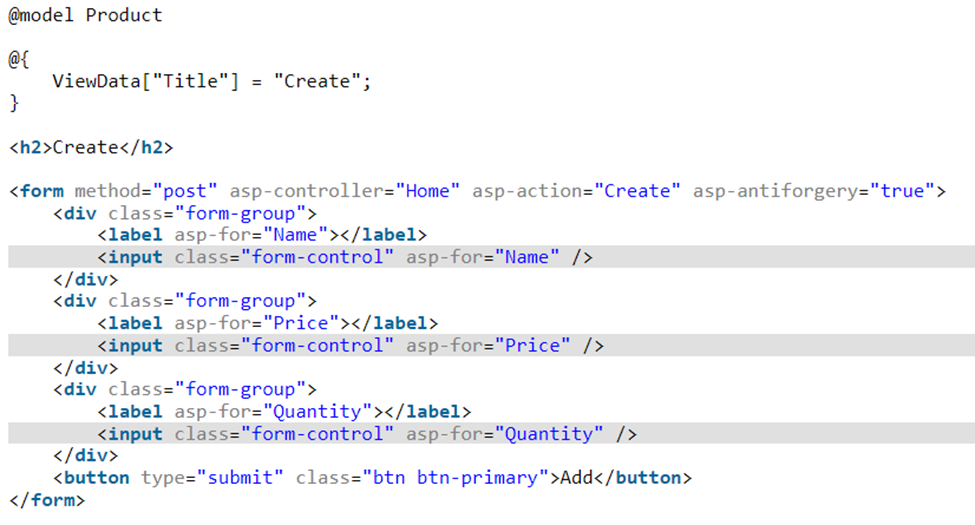 @model Product
@{
ViewData["Title"] = "Create";
}
<h2>Create</h2>
<form method="post" asp-controller="Home" asp-action="Create" asp-antiforgery="true">
<div class="form-group">
<label asp-for="Name"></label>
<input class="form-control" asp-for="Name" />
</div>
<div class="form-group">
<label asp-for="Price"></label>
<input class="form-control" asp-for="Price" />
</div>
<div class="form-group">
<label asp-for="Quantity"></label>
<input class="form-control" asp-for="Quantity" />
</div>
<button type="submit" class="btn btn-primary">Add</button>
</form>